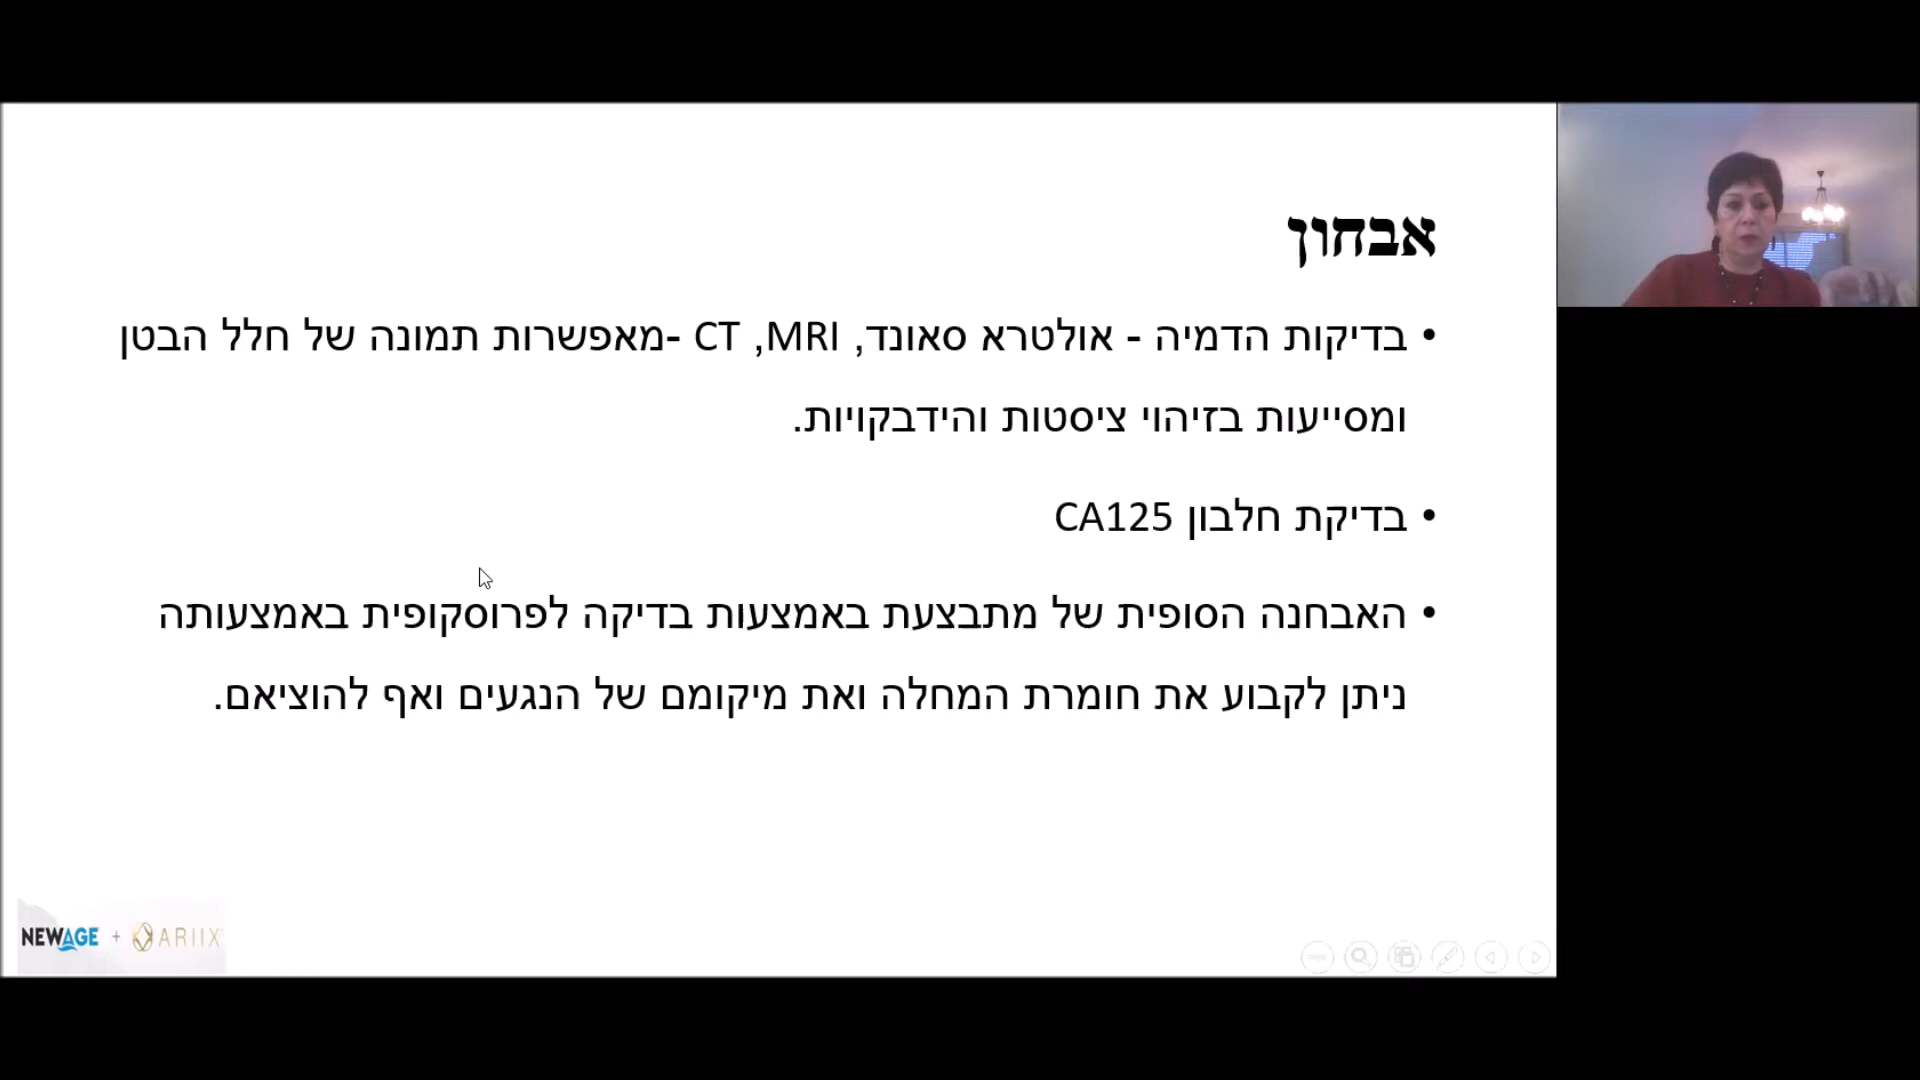 אבחון
• בדיקות הדמיה - אולטרא סאונד, CT ,MRI -מאפשרות תמונה של חלל הבטן
ומסייעות בזיהוי ציסטות והידבקויות.
• בדיקת חלבון CA125
• האבחנה הסופית של מתבצעת באמצעות בדיקה לפרוסקופית באמצעותה
ניתן לקבוע את חומרת המחלה ואת מיקומם של הנגעים ואף להוציאם.
NEWAGE + ARIIX